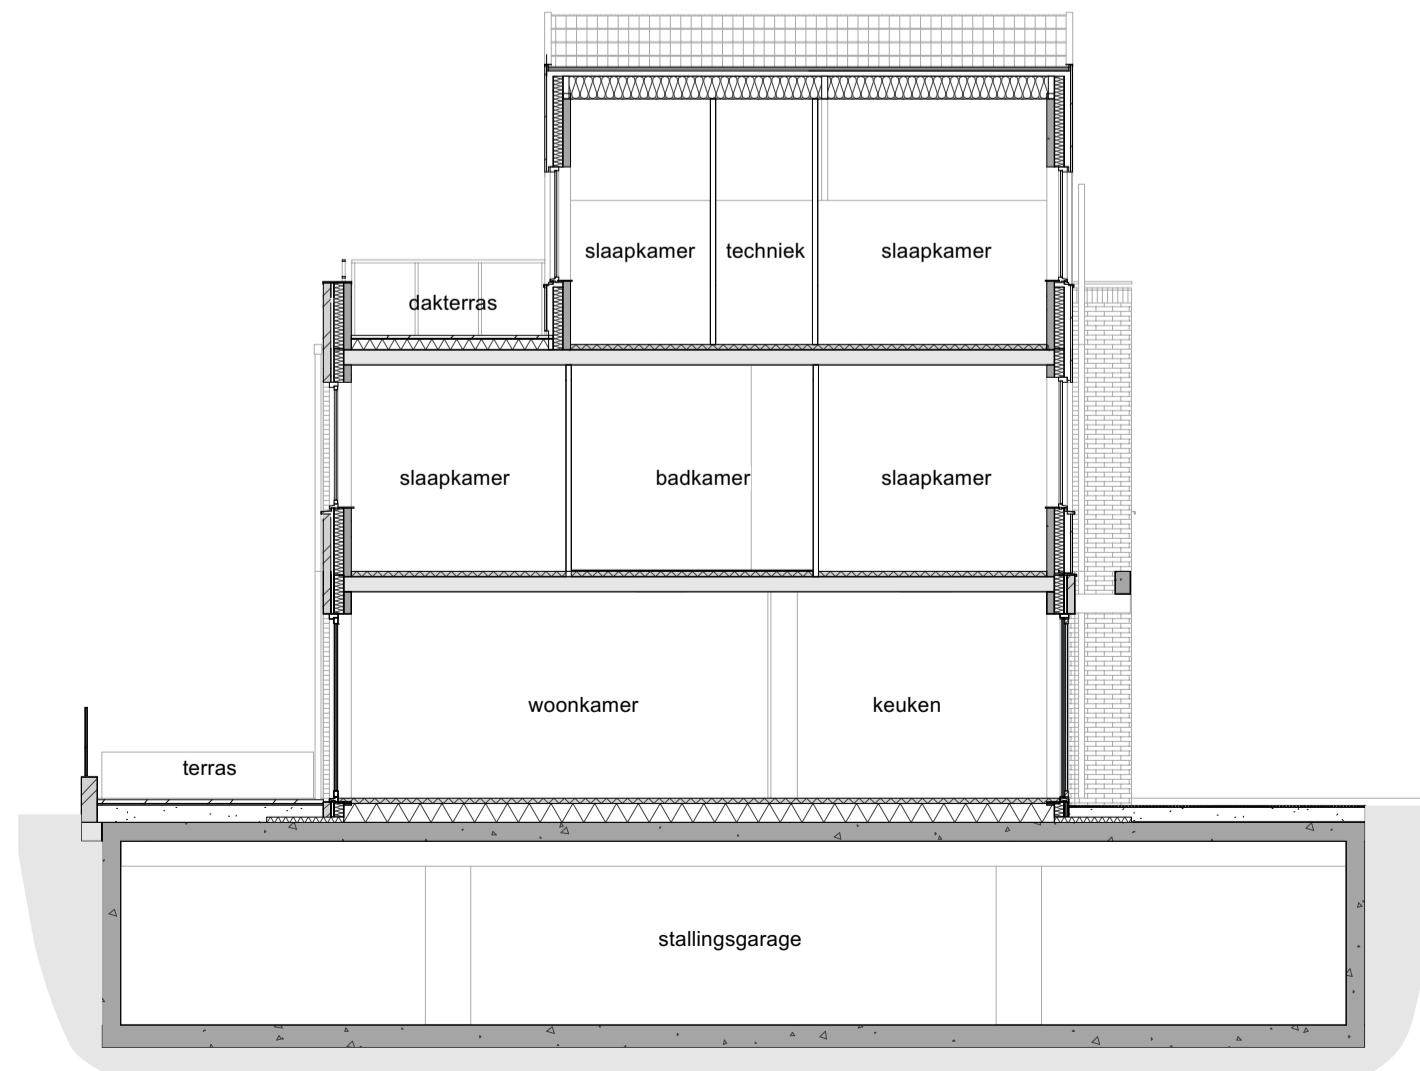 slaapkamer
techniek
slaapkamer
dakterras
slaapkamer
badkamer
slaapkamer
woonkamer
keuken
terras
stallingsgarage